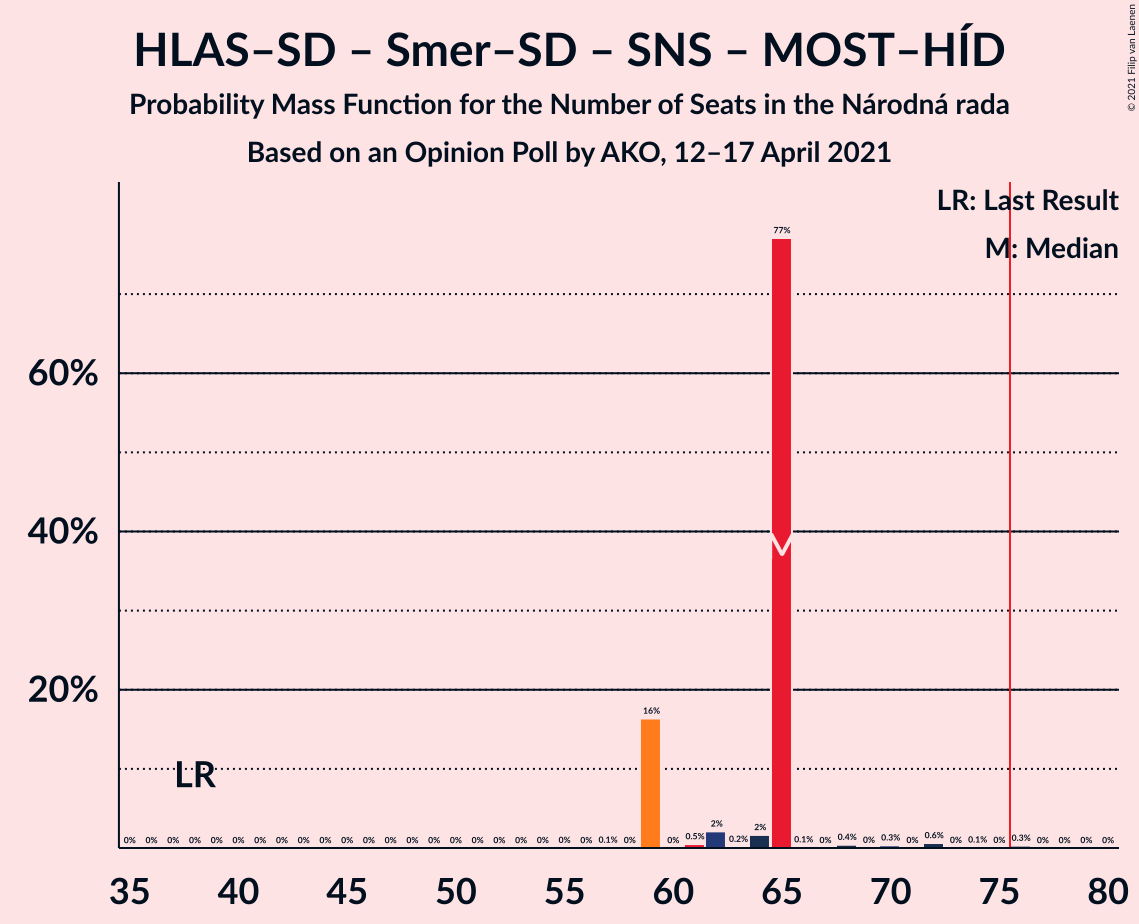 HLAS–SD – Smer–SD – SNS – MOST–HÍD
Probability Mass Function for the Number of Seats in the Národná rada
Based on an Opinion Poll by AKO, 12–17 April 2021
© 2021 Filip van Laenen
LR: Last Result
M: Median
77%
60%
40%
20%
16%
LR
0% 0% 0% 0% 0% 0% 0% 0% 0% 0% 0% 0% 0% 0% 0% 0% 0% 0% 0% 0% 0% 0% 0.1% 0% 0% 0.5% 2% 0.2% 2% 0.1% 0% 0.4% 0% 0.3% 0% 0.6% 0% 0.1% 0% 0.3% 0% 0% 0% 0%
35 40 45 50 55 60 65 70 75 80